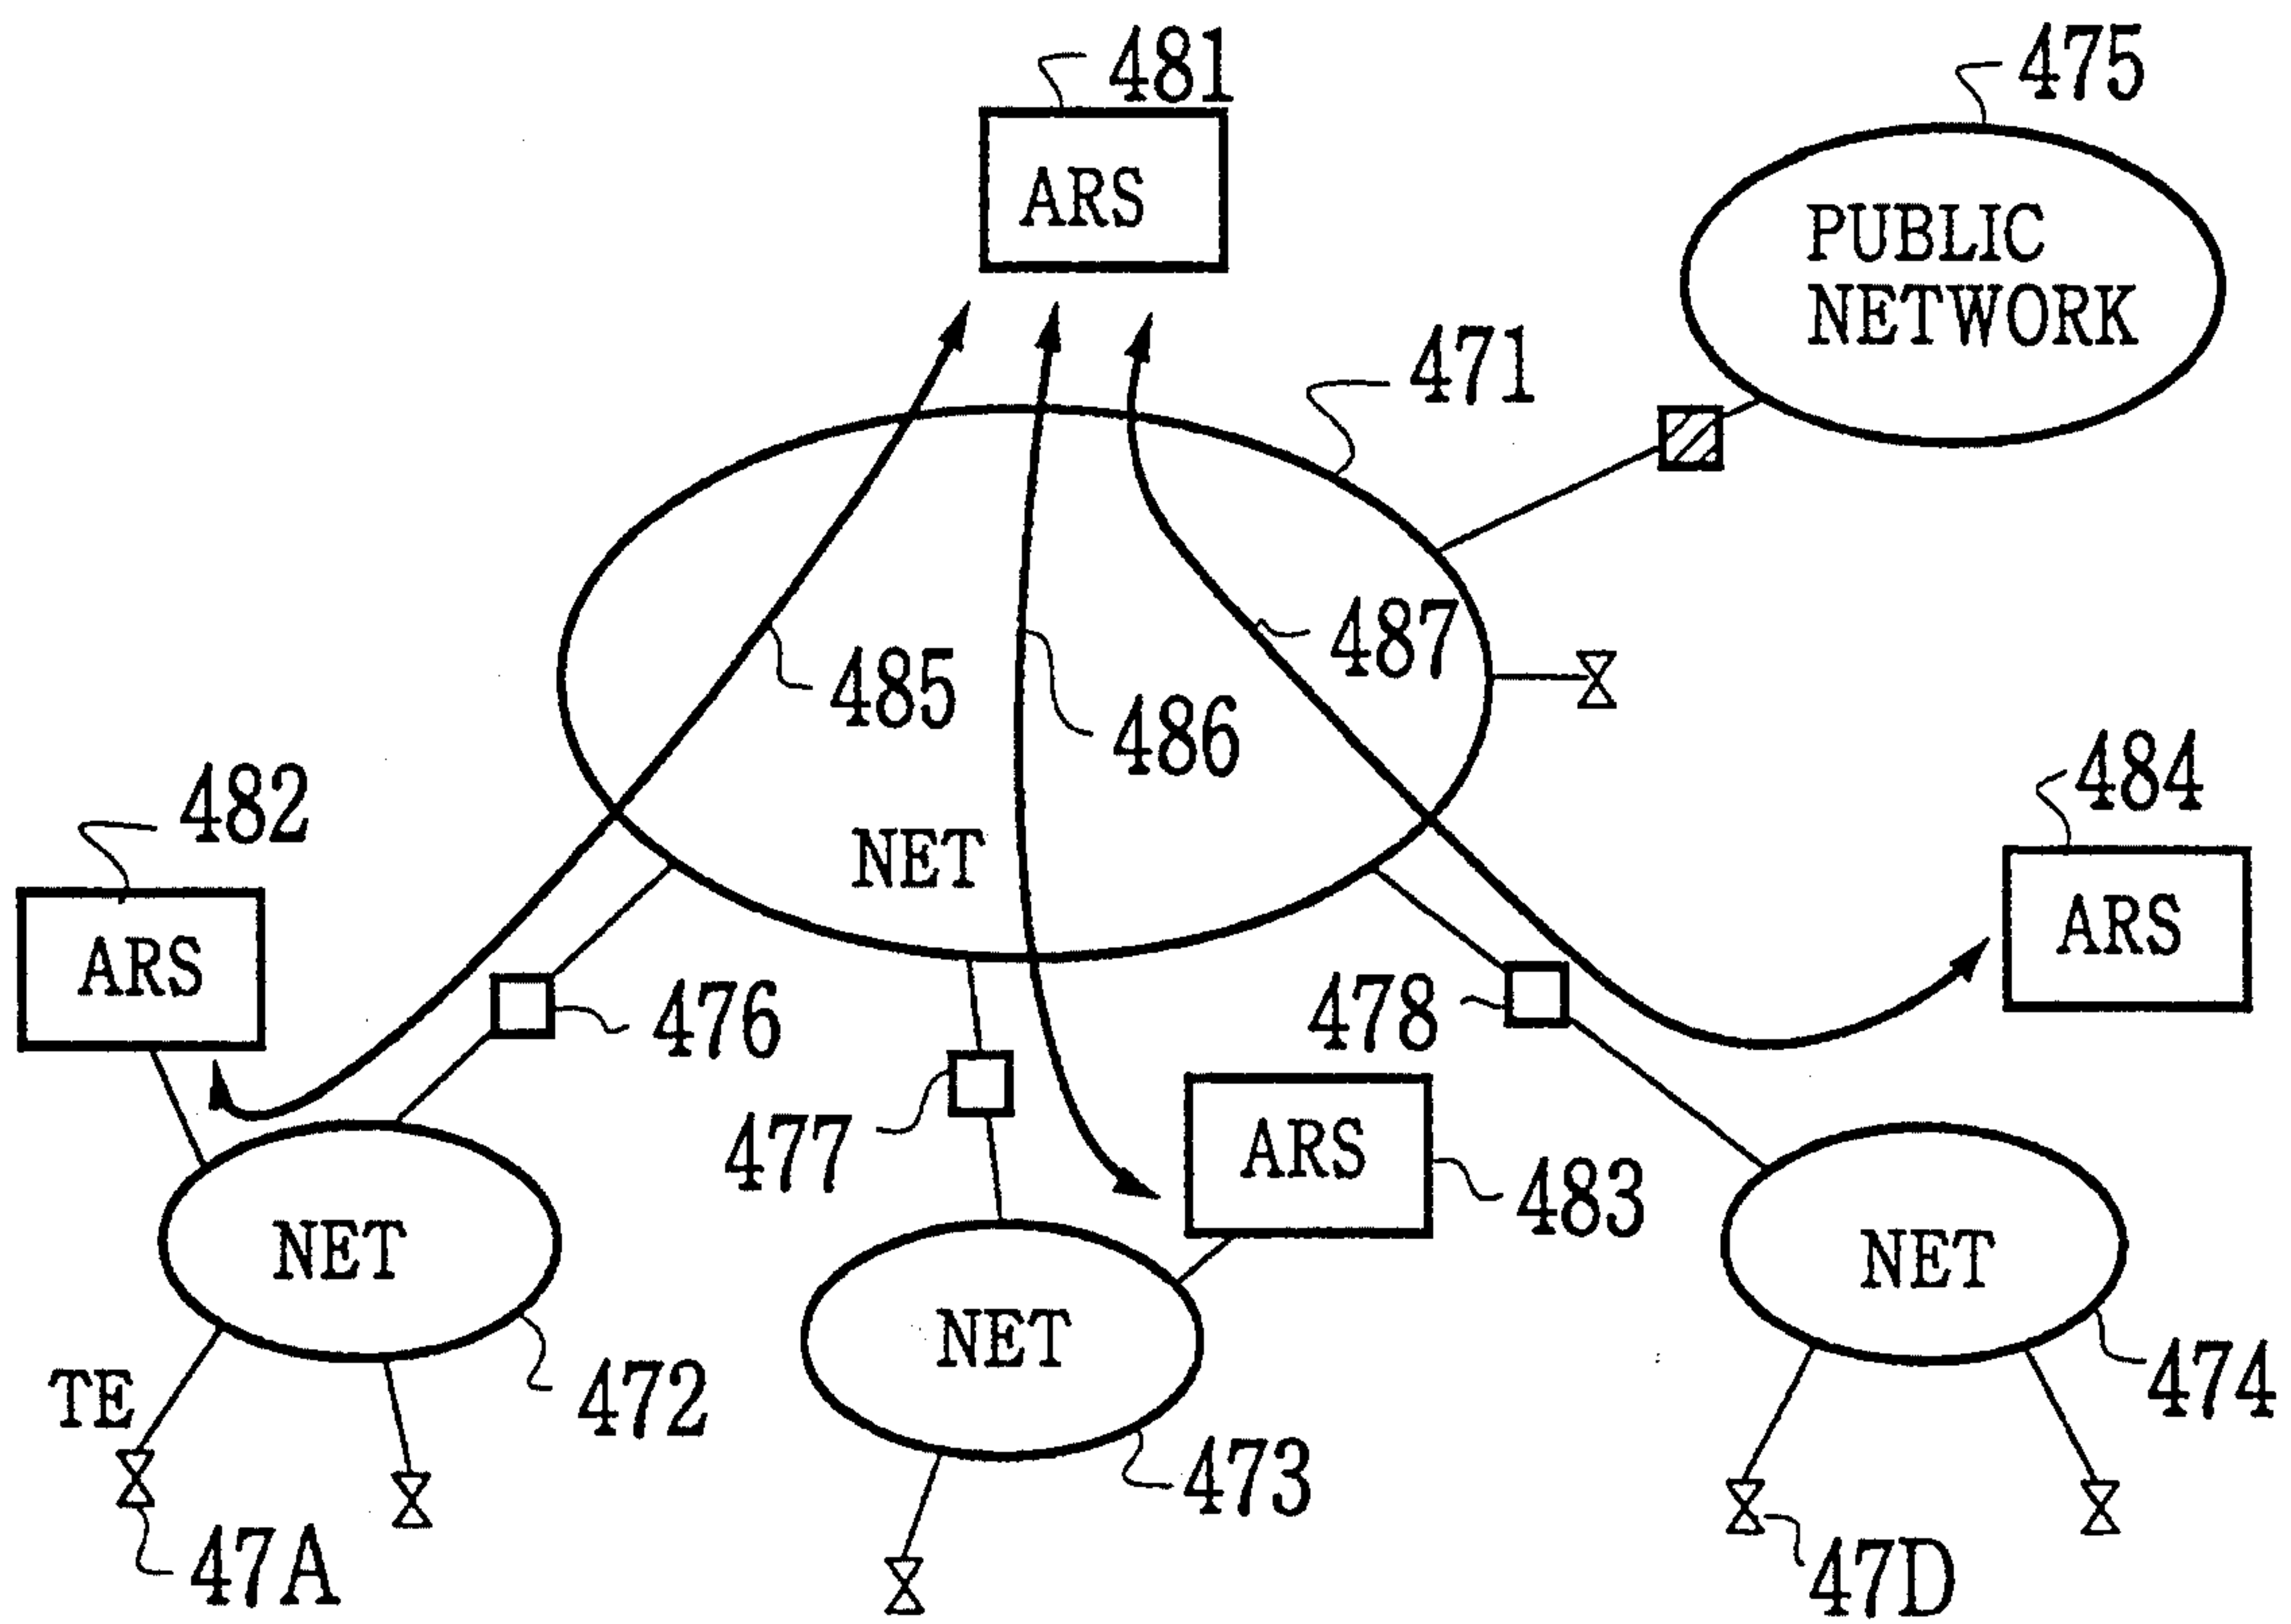 481
475
ARS
PUBLIC
NETWORK
471
487
485
486
484
482
NET
ARS
ARS
476
478
477
ARS
483
NET
NET
NET
TE
472
474
473
47A
47D